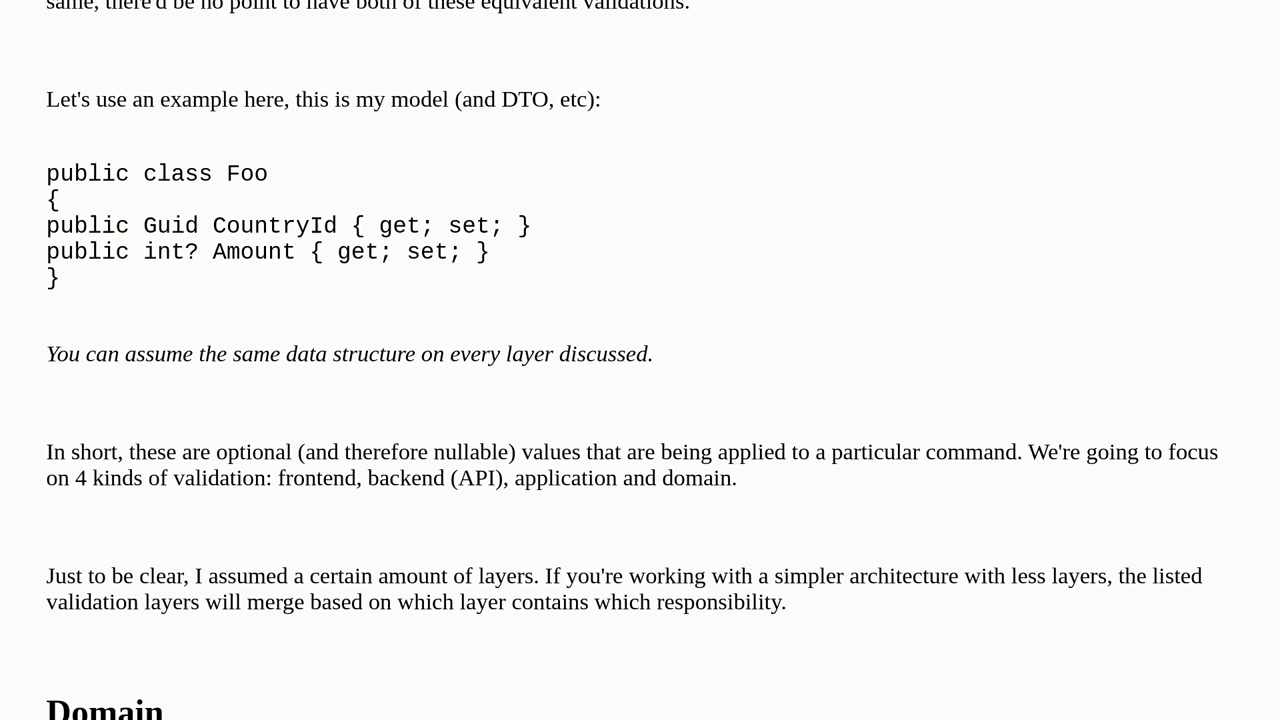 same, there'd be no point to have both of these equivalent validations.
Let's use an example here, this is my model (and DTO, etc):
public class Foo
{
public Guid CountryId { get; set; }
public int? Amount { get; set; }
}
You can assume the same data structure on every layer discussed.
In short, these are optional (and therefore nullable) values that are being applied to a particular command. We're going to focus
on 4 kinds of validation: frontend, backend (API), application and domain.
Just to be clear, I assumed a certain amount of layers. If you're working with a simpler architecture with less layers, the listed
validation layers will merge based on which layer contains which responsibility.
Domain